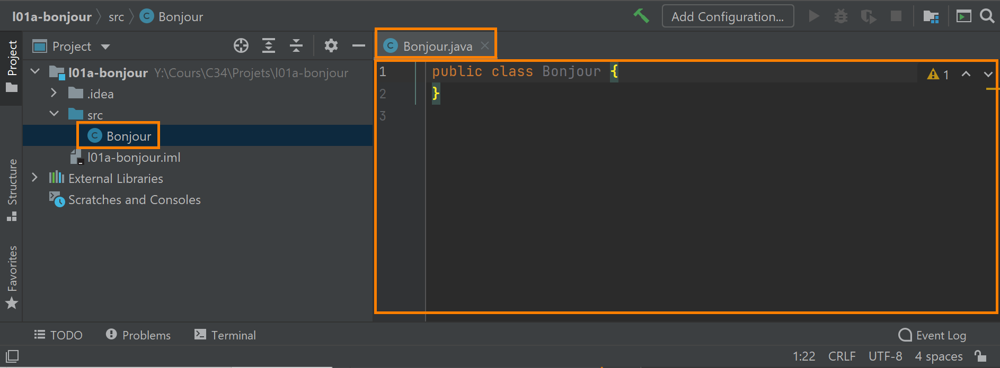 l01a-bonjour src Bonjour
Add Configuration...
Project
Project
Bonjour.java
l01a-bonjour Y:\Cours\C34\Projets\l01a-bonjour
.idea
src
Bonjour
l01a-bonjour.iml
External Libraries
Scratches and Consoles
Structure
Favorites
1 public class Bonjour {
2 }
3
1
TODO Problems Terminal Event Log
1:22 CRLF UTF-8 4 spaces